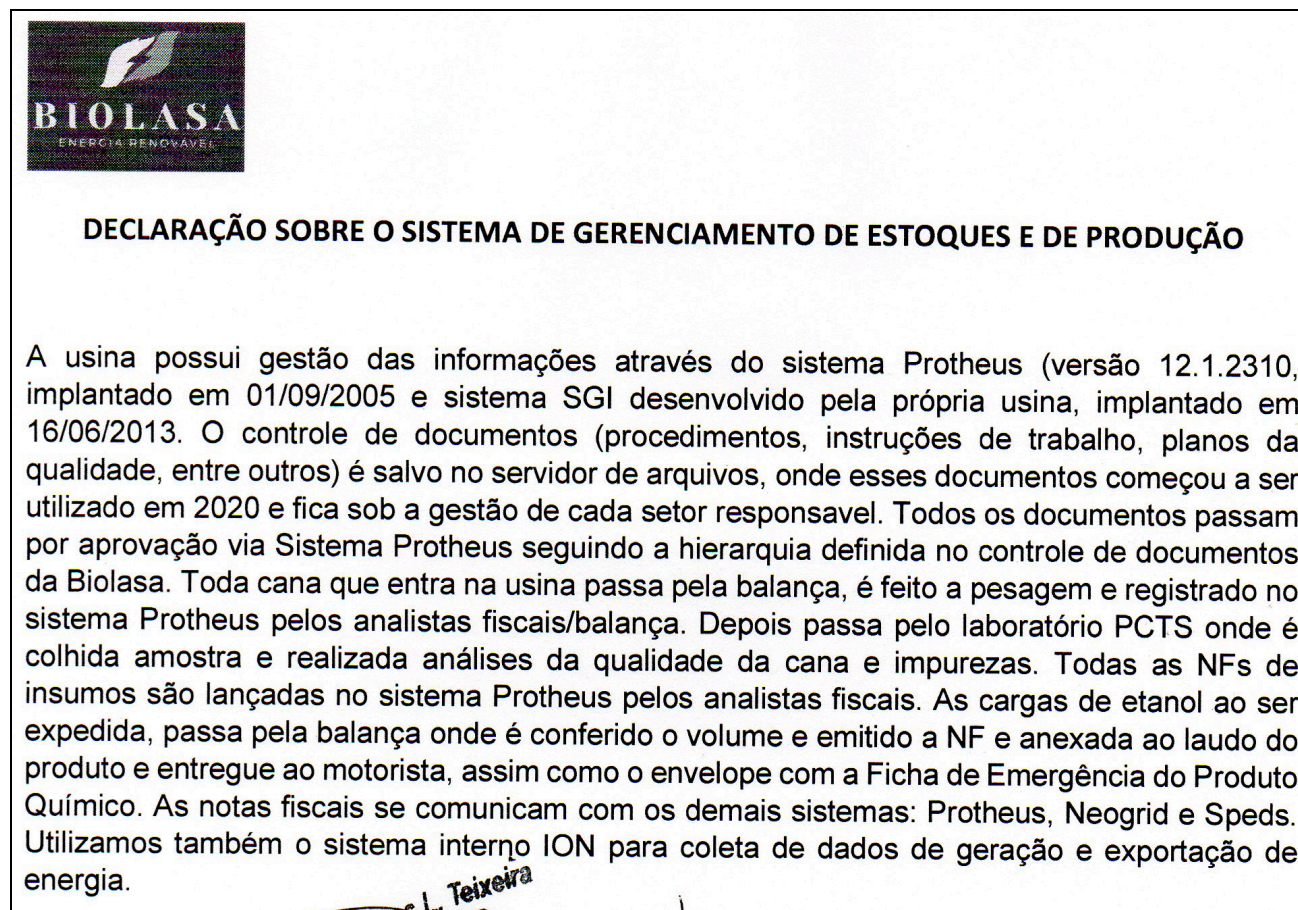 BIOLASA
ENERGIA RENOVÁVEL
DECLARAÇÃO SOBRE O SISTEMA DE GERENCIAMENTO DE ESTOQUES E DE PRODUÇÃO
A usina possui gestão das informações através do sistema Protheus (versão 12.1.2310,
implantado em 01/09/2005 e sistema SGI desenvolvido pela própria usina, implantado em
16/06/2013. O controle de documentos (procedimentos, instruções de trabalho, planos da
qualidade, entre outros) é salvo no servidor de arquivos, onde esses documentos começou a ser
utilizado em 2020 e fica sob a gestão de cada setor responsavel. Todos os documentos passam
por aprovação via Sistema Protheus seguindo a hierarquia definida no controle de documentos
da Biolasa. Toda cana que entra na usina passa pela balança, é feito a pesagem e registrado no
sistema Protheus pelos analistas fiscais/balança. Depois passa pelo laboratório PCTS onde é
colhida amostra e realizada análises da qualidade da cana e impurezas. Todas as NFs de
insumos são lançadas no sistema Protheus pelos analistas fiscais. As cargas de etanol ao ser
expedida, passa pela balança onde é conferido o volume e emitido a NF e anexada ao laudo do
produto e entregue ao motorista, assim como o envelope com a Ficha de Emergência do Produto
Químico. As notas fiscais se comunicam com os demais sistemas: Protheus, Neogrid e Speds.
Utilizamos também o sistema interno ION para coleta de dados de geração e exportação de
energia.
L. Teixeira